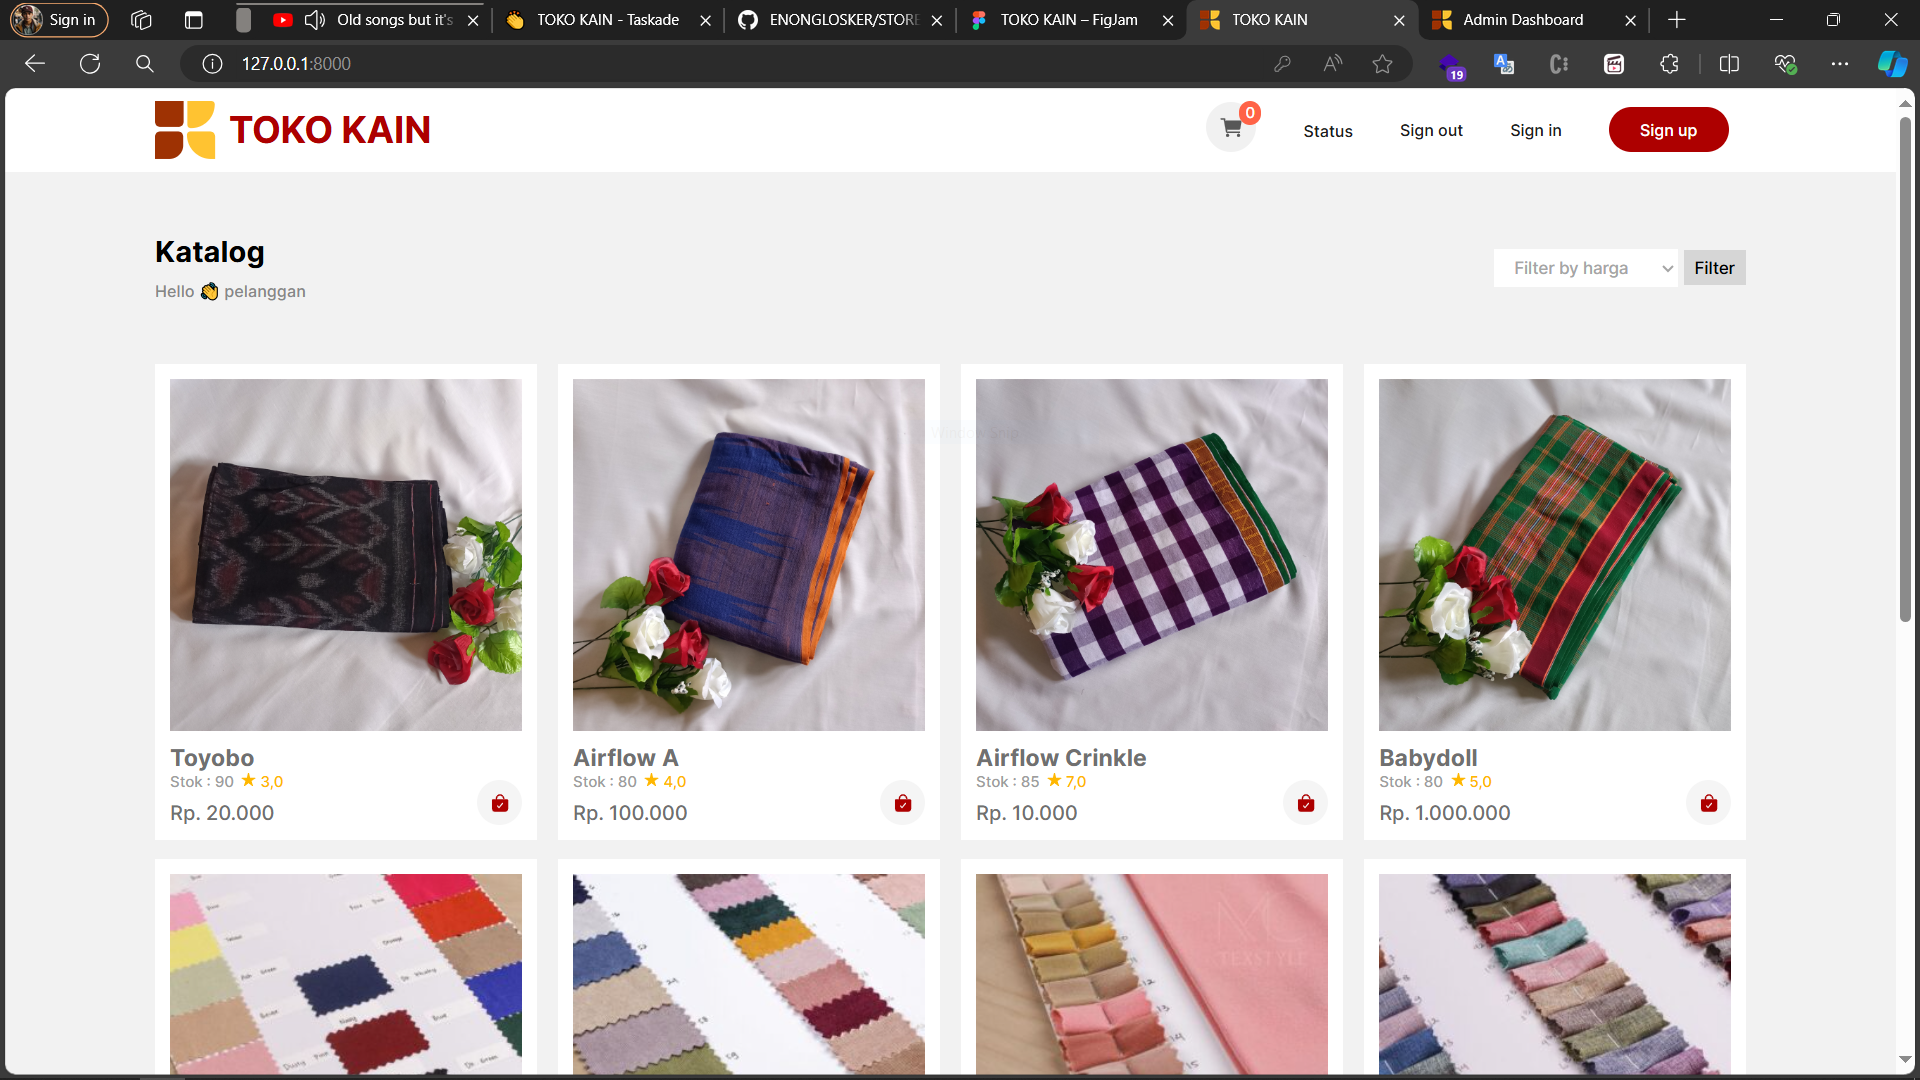 Sign in
Old songs but it's
TOKO KAIN - Taskade
ENONGLOSKER/STORE
TOKO KAIN – FigJam
TOKO KAIN
Admin Dashboard
127.0.0.1:8000
19
TOKO KAIN
0
Status
Sign out
Sign in
Sign up
Katalog
Hello 👏 pelanggan
Filter by harga
Filter
Toyobo
Stok : 90 ★ 3,0
Rp. 20.000
Airflow A
Stok : 80 ★ 4,0
Rp. 100.000
Airflow Crinkle
Stok : 85 ★ 7,0
Rp. 10.000
Babydoll
Stok : 80 ★ 5,0
Rp. 1.000.000
MC
TEXSTYLE